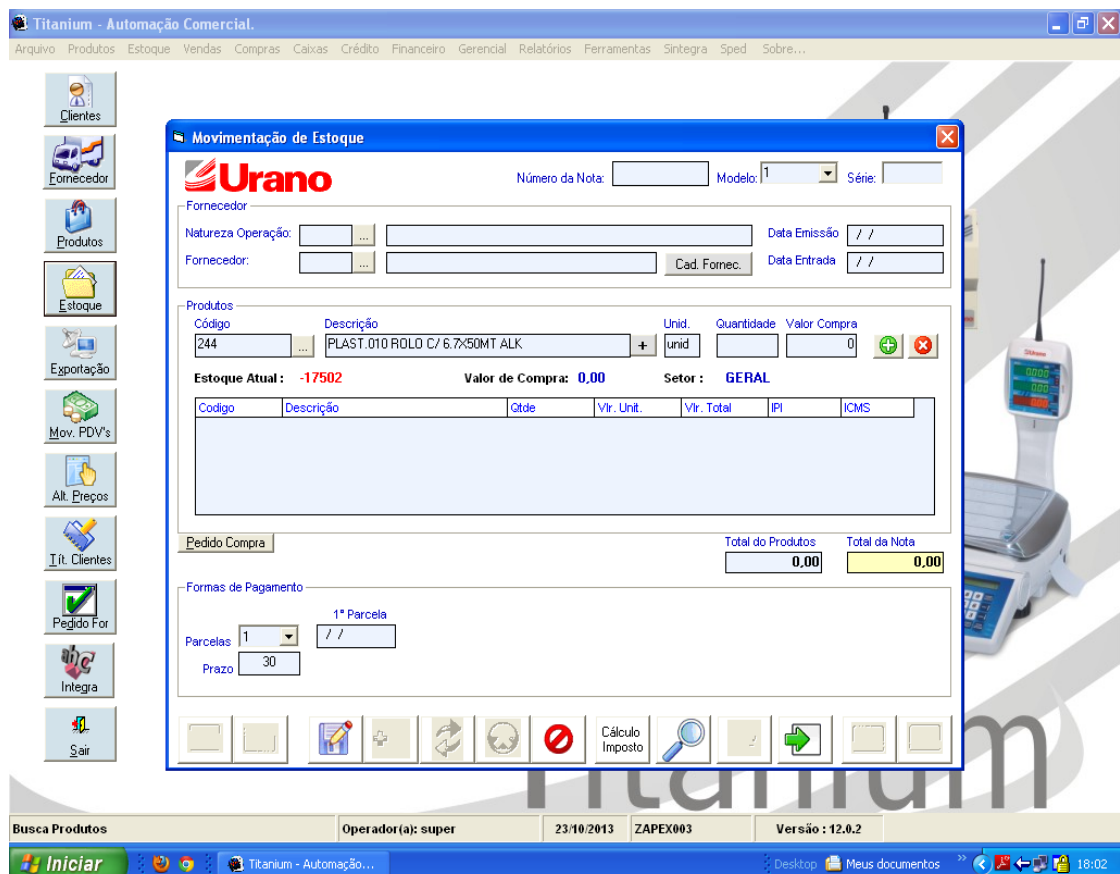 Titanium - Automação Comercial.
Arquivo Produtos Estoque Vendas Compras Caixas Crédito Financeiro Gerencial Relatórios Ferramentas Sintegra Sped Sobre...
Clientes
Fornecedor
Produtos
Estoque
Exportação
Mov. PDV's
Alt. Preços
Tít. Clientes
Pedido For
Integra
Sair
Movimentação de Estoque
Urano
Número da Nota: Modelo: 1 Série:
Fornecedor
Natureza Operação: ... Data Emissão / /
Fornecedor: ... Cad. Fornec. Data Entrada / /
Produtos
Código Descrição Unid. Quantidade Valor Compra
244 ... PLAST.010 ROLO C/ 6.7X50MT ALK + unid 0
Estoque Atual : -17502 Valor de Compra: 0,00 Setor : GERAL
Codigo Descrição Qtde Vlr. Unit. Vlr. Total IPI ICMS
Pedido Compra Total do Produtos Total da Nota
0,00 0,00
Formas de Pagamento
1ª Parcela
Parcelas 1 / /
Prazo 30
Cálculo
Imposto
Titanium
Busca Produtos Operador(a): super 23/10/2013 ZAPEX003 Versão : 12.0.2
Iniciar Titanium - Automação... Desktop Meus documentos » 18:02